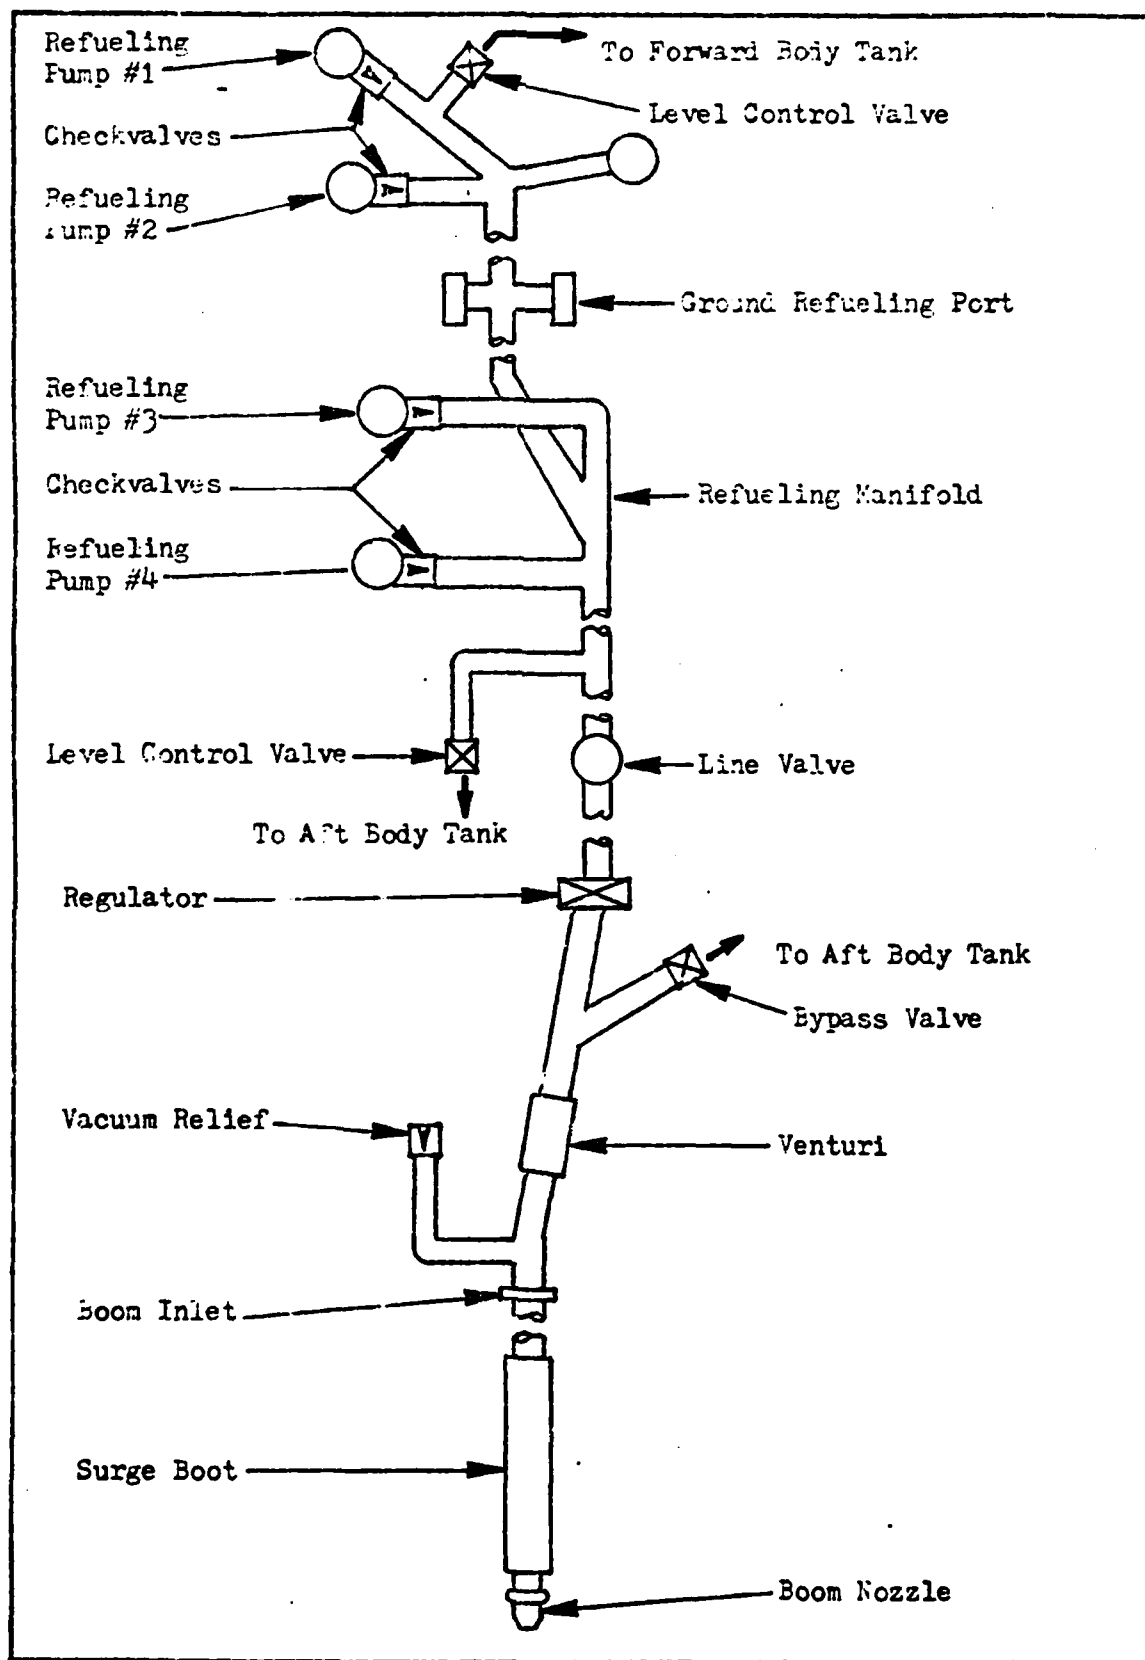 Refueling
Pump #1
To Forward Body Tank
Level Control Valve
Checkvalves
Refueling
Pump #2
Ground Refueling Port
Refueling
Pump #3
Checkvalves
Refueling Manifold
Refueling
Pump #4
Level Control Valve
Line Valve
To Aft Body Tank
Regulator
To Aft Body Tank
Bypass Valve
Vacuum Relief
Venturi
Boom Inlet
Surge Boot
Boom Nozzle